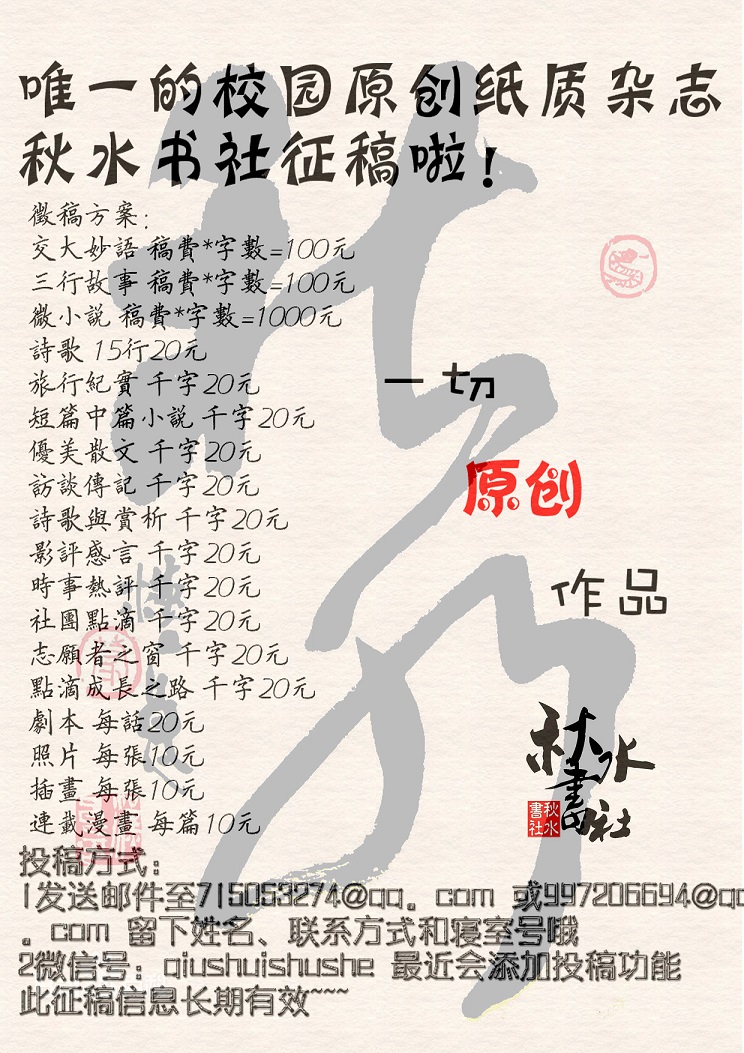 唯一的校园原创纸质杂志
秋水书社征稿啦！
徵稿方案：
交大妙語 稿費*字數=100元
三行故事 稿費*字數=100元
微小說 稿費*字數=1000元
詩歌 15行20元
旅行紀實 千字20元
短篇中篇小說 千字20元
優美散文 千字20元
訪談傳記 千字20元
詩歌與賞析 千字20元
影評感言 千字20元
時事熱評 千字20元
社團點滴 千字20元
志願者之窗 千字20元
點滴成長之路 千字20元
劇本 每話20元
照片 每張10元
插畫 每張10元
連載漫畫 每篇10元
一切
原创
作品
秋水書社
秋水書社
投稿方式：
1发送邮件至715053274@qq. com 或997206694@qq
. com 留下姓名、联系方式和寝室号哦
2微信号：qiushuishushe 最近会添加投稿功能
此征稿信息长期有效~~~